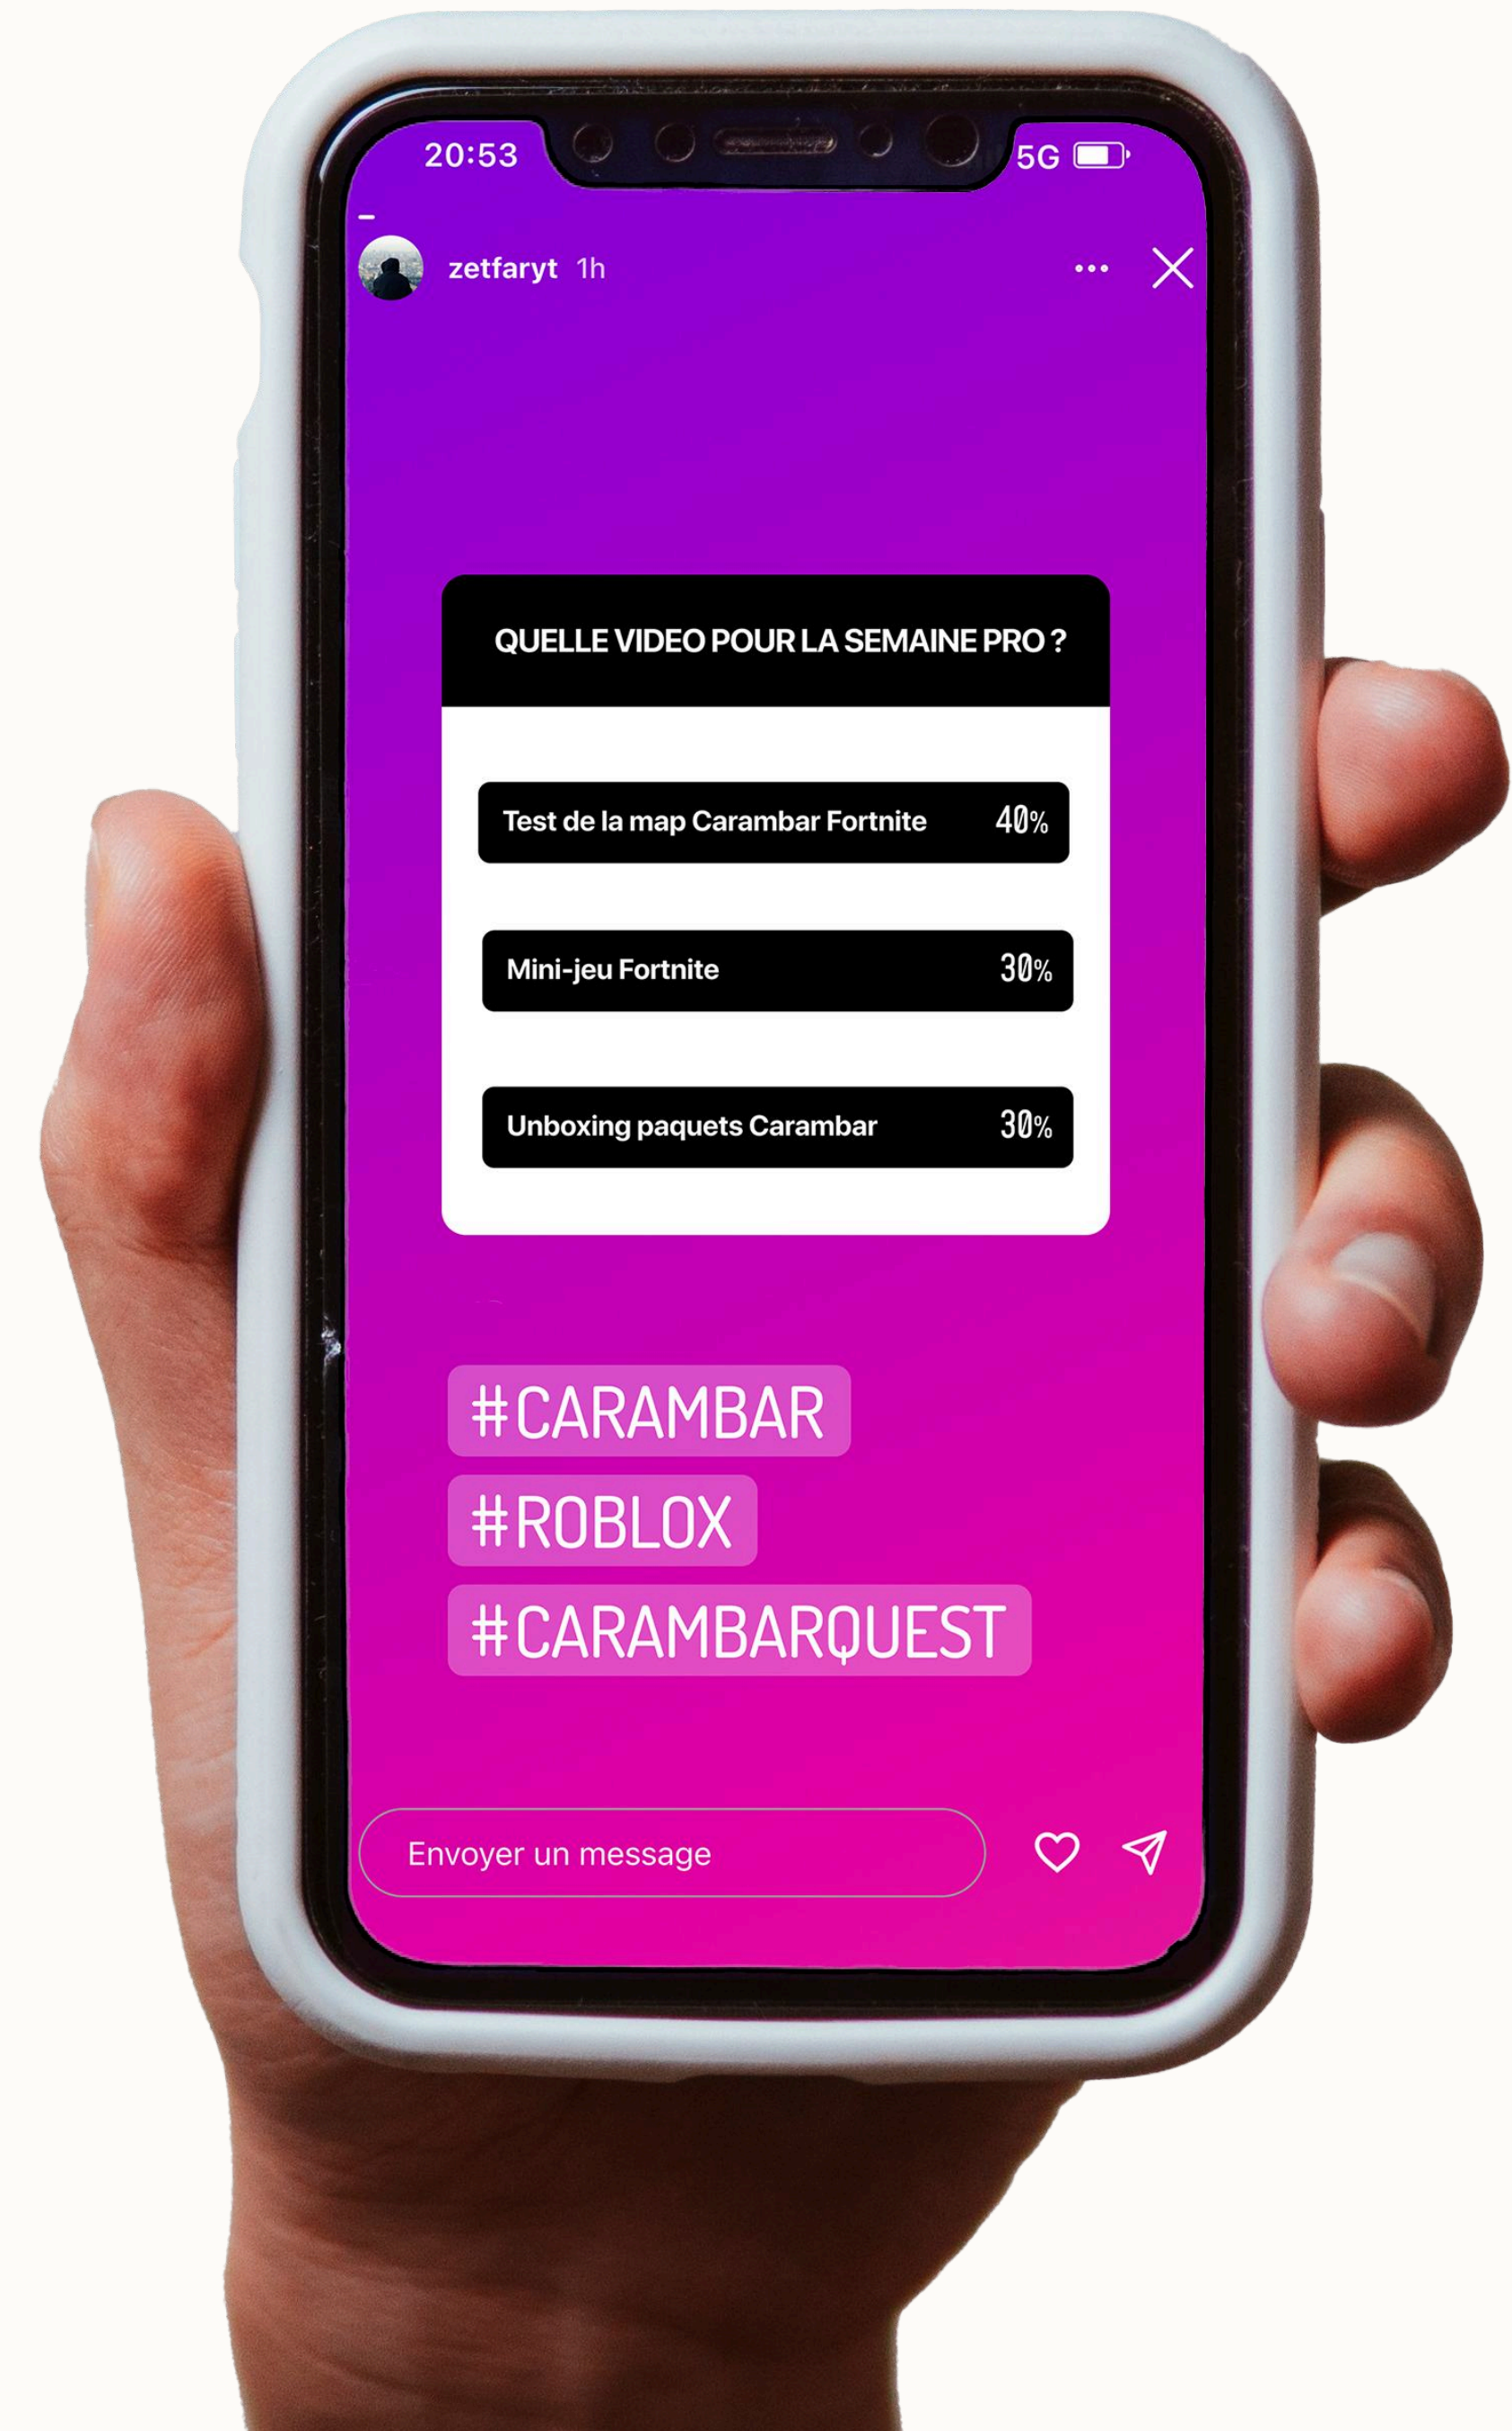 20:53 5G
zetfaryt 1h
QUELLE VIDEO POUR LA SEMAINE PRO ?
Test de la map Carambar Fortnite 40%
Mini-jeu Fortnite 30%
Unboxing paquets Carambar 30%
#CARAMBAR
#ROBLOX
#CARAMBARQUEST
Envoyer un message